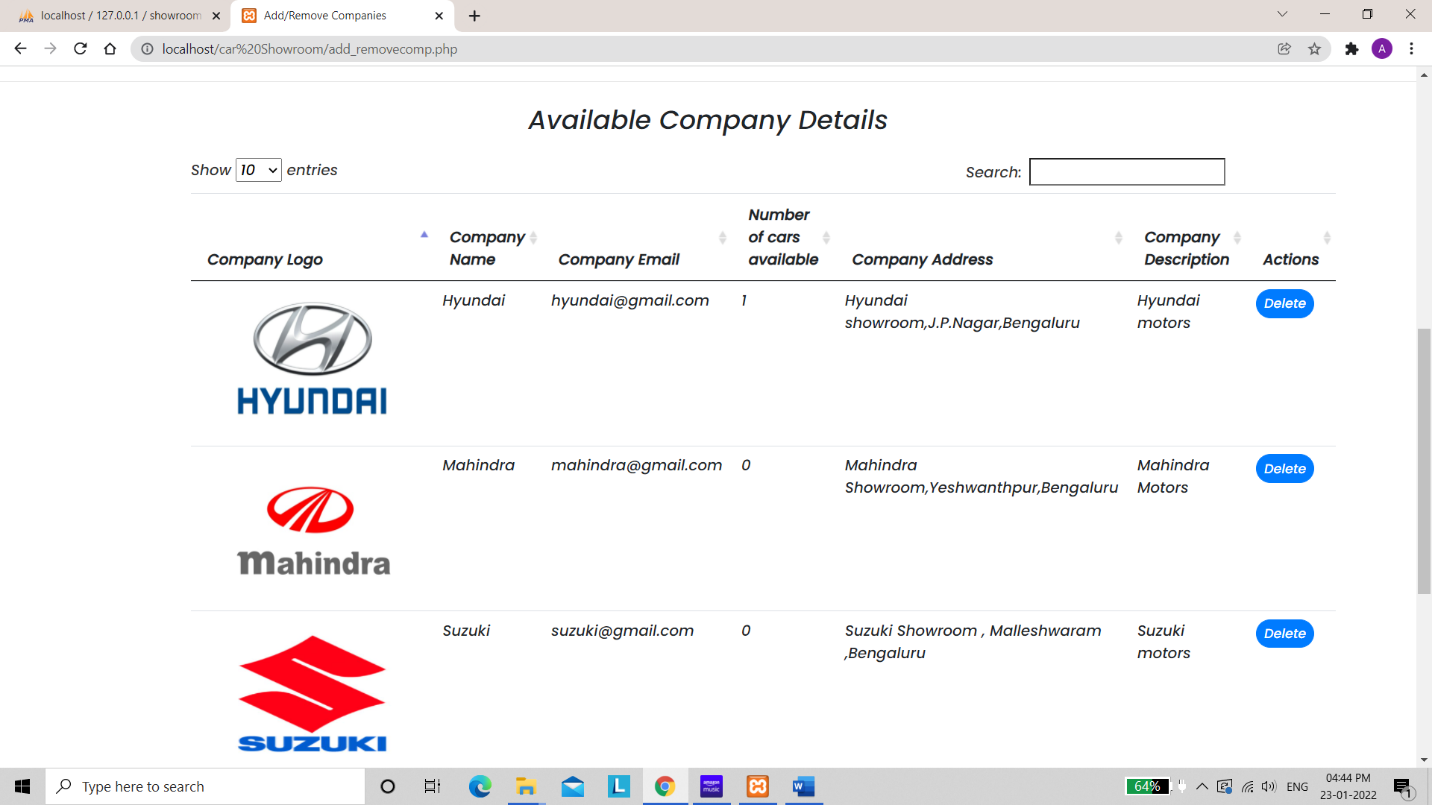 localhost / 127.0.0.1 / showroom
Add/Remove Companies
localhost/car%20Showroom/add_removecomp.php
A
Available Company Details
Show 10 entries
Search:
Company Logo
Company Name
Company Email
Number of cars available
Company Address
Company Description
Actions
HYUNDAI
Hyundai
hyundai@gmail.com
1
Hyundai
showroom,J.P.Nagar,Bengaluru
Hyundai
motors
Delete
mahindra
Mahindra
mahindra@gmail.com
0
Mahindra
Showroom,Yeshwanthpur,Bengaluru
Mahindra
Motors
Delete
SUZUKI
Suzuki
suzuki@gmail.com
0
Suzuki Showroom , Malleshwaram
,Bengaluru
Suzuki
motors
Delete
Type here to search
L
amazon music
W
64%
ENG
04:44 PM
23-01-2022
1